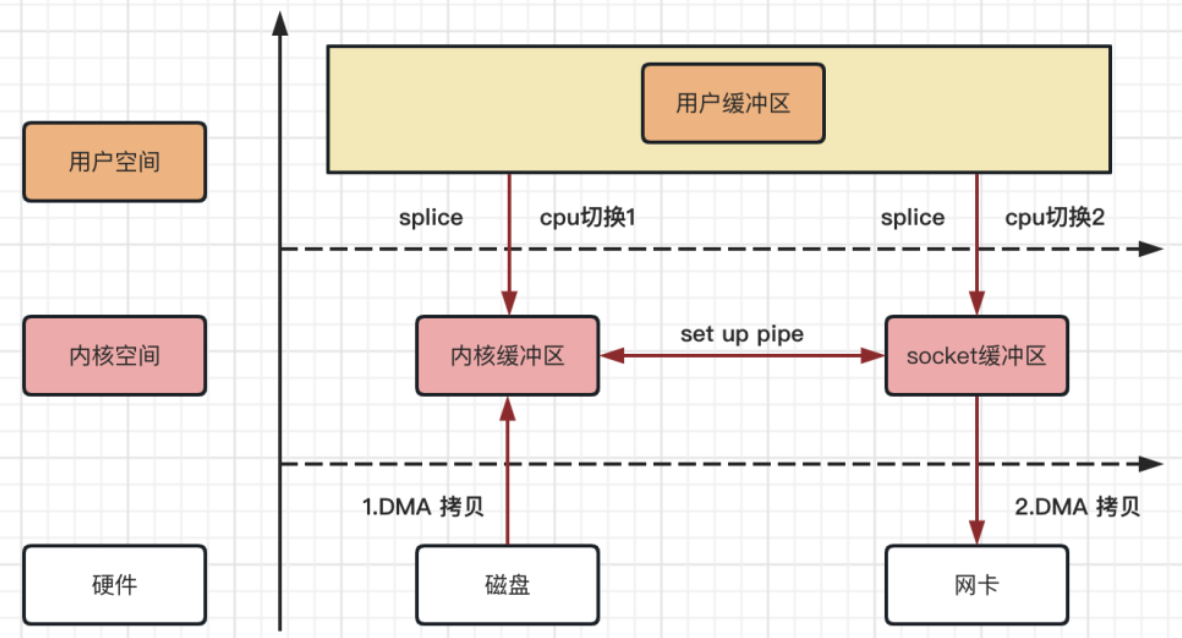 用户缓冲区
用户空间
splice
cpu切换1
splice
cpu切换2
内核空间
内核缓冲区
set up pipe
socket缓冲区
1.DMA 拷贝
2.DMA 拷贝
硬件
磁盘
网卡